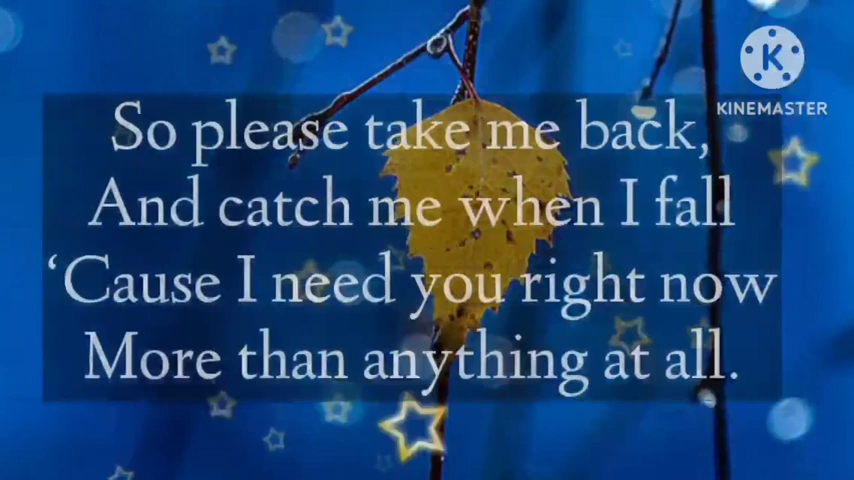 So please take me back,
And catch me when I fall
‘Cause I need you right now
More than anything at all.
K
KINEMASTER